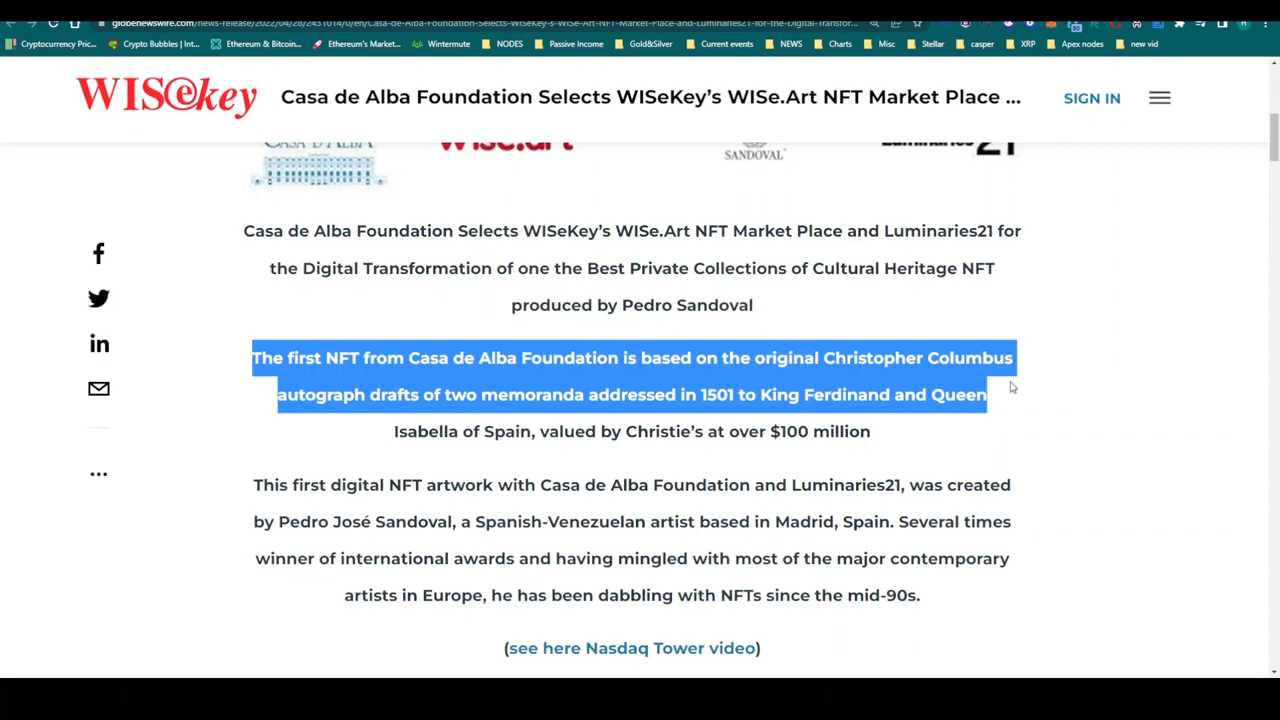 globenewswire.com/news-release/2022/04/28/2431014/0/en/Casa-de-Alba-Foundation-Selects-WISeKey-s-WISe-Art-NFT-Market-Place-and-Luminaries21-for-the-Digital-Transfor...
Cryptocurrency Pric... Crypto Bubbles | Int... Ethereum & Bitcoin... Ethereum's Market... Wintermute NODES Passive Income Gold&Silver Current events NEWS Charts Misc Stellar casper XRP Apex nodes new vid
WISekey Casa de Alba Foundation Selects WISeKey’s WISe.Art NFT Market Place ... SIGN IN
CASA D'ALBA wise.art SANDOVAL Luminaries21
Casa de Alba Foundation Selects WISeKey’s WISe.Art NFT Market Place and Luminaries21 for
the Digital Transformation of one the Best Private Collections of Cultural Heritage NFT
produced by Pedro Sandoval
The first NFT from Casa de Alba Foundation is based on the original Christopher Columbus
autograph drafts of two memoranda addressed in 1501 to King Ferdinand and Queen
Isabella of Spain, valued by Christie’s at over $100 million
This first digital NFT artwork with Casa de Alba Foundation and Luminaries21, was created
by Pedro José Sandoval, a Spanish-Venezuelan artist based in Madrid, Spain. Several times
winner of international awards and having mingled with most of the major contemporary
artists in Europe, he has been dabbling with NFTs since the mid-90s.
(see here Nasdaq Tower video)